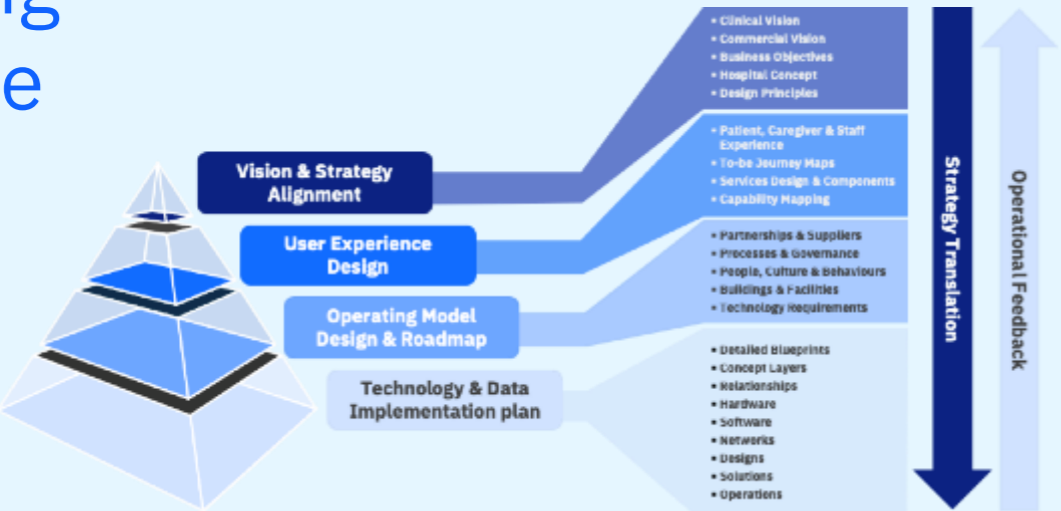 ng
e
Vision & Strategy
Alignment
User Experience
Design
Operating Model
Design & Roadmap
Technology & Data
Implementation plan
• Clinical Vision
• Commercial Vision
• Business Objectives
• Hospital Concept
• Design Principles
• Patient, Caregiver & Staff
Experience
• To-be Journey Maps
• Services Design & Components
• Capability Mapping
• Partnerships & Suppliers
• Processes & Governance
• People, Culture & Behaviours
• Buildings & Facilities
• Technology Requirements
• Detailed Blueprints
• Concept Layers
• Relationships
• Hardware
• Software
• Networks
• Designs
• Solutions
• Operations
Strategy Translation
Operational Feedback